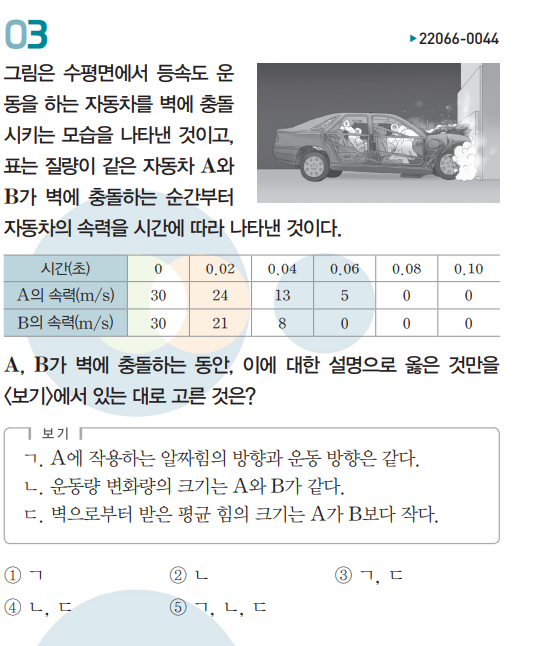 03
▶22066-0044
그림은 수평면에서 등속도 운
동을 하는 자동차를 벽에 충돌
시키는 모습을 나타낸 것이고,
표는 질량이 같은 자동차 A와
B가 벽에 충돌하는 순간부터
자동차의 속력을 시간에 따라 나타낸 것이다.
시간(초) 0 0.02 0.04 0.06 0.08 0.10
A의 속력(m/s) 30 24 13 5 0 0
B의 속력(m/s) 30 21 8 0 0 0
A, B가 벽에 충돌하는 동안, 이에 대한 설명으로 옳은 것만을
<보기>에서 있는 대로 고른 것은?
보기
ㄱ. A에 작용하는 알짜힘의 방향과 운동 방향은 같다.
ㄴ. 운동량 변화량의 크기는 A와 B가 같다.
ㄷ. 벽으로부터 받은 평균 힘의 크기는 A가 B보다 작다.
① ㄱ ② ㄴ ③ ㄱ, ㄷ
④ ㄴ, ㄷ ⑤ ㄱ, ㄴ, ㄷ